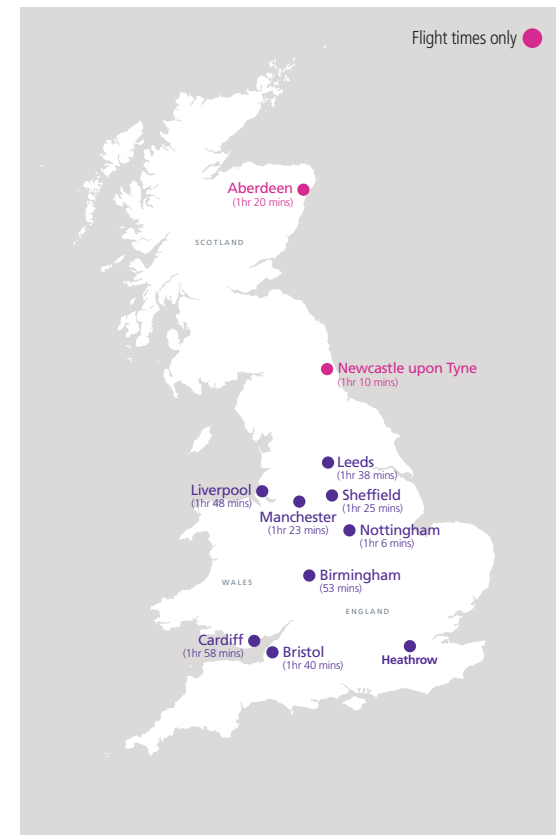 Flight times only
Aberdeen
(1hr 20 mins)
SCOTLAND
Newcastle upon Tyne
(1hr 10 mins)
Leeds
(1hr 38 mins)
Liverpool
(1hr 48 mins)
Sheffield
(1hr 25 mins)
Manchester
(1hr 23 mins)
Nottingham
(1hr 6 mins)
Birmingham
(53 mins)
WALES
ENGLAND
Cardiff
(1hr 58 mins)
Bristol
(1hr 40 mins)
Heathrow